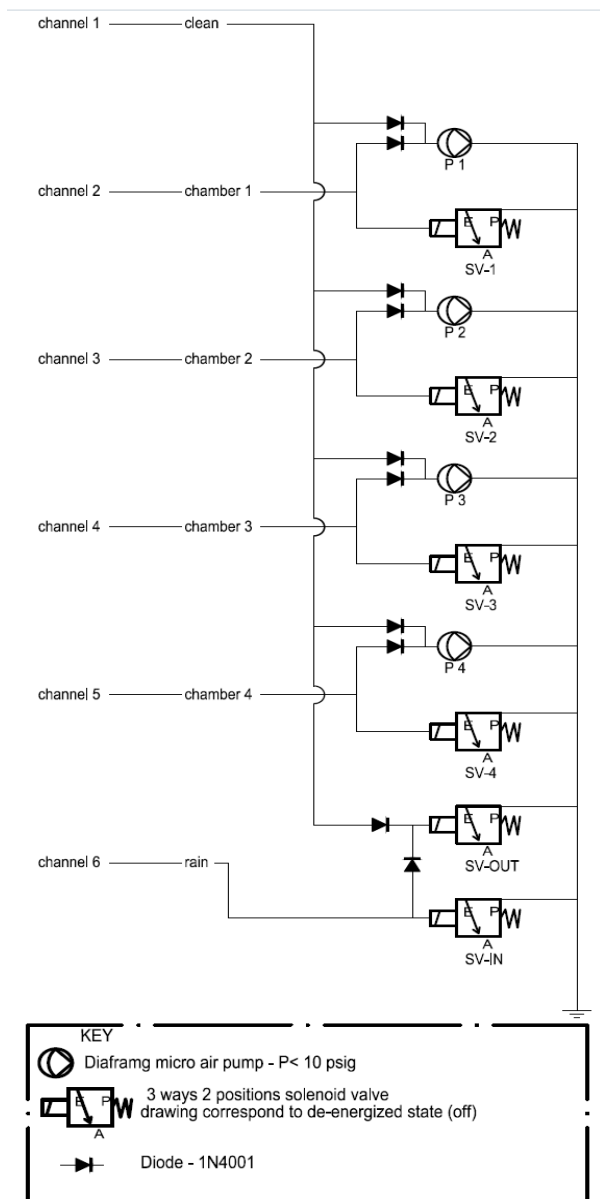 channel 1 clean
P 1
channel 2 chamber 1
E P
A
SV-1
P 2
channel 3 chamber 2
E P
A
SV-2
P 3
channel 4 chamber 3
E P
A
SV-3
P 4
channel 5 chamber 4
E P
A
SV-4
E P
A
SV-OUT
channel 6 rain
E P
A
SV-IN
KEY
Diaframg micro air pump - P< 10 psig
3 ways 2 positions solenoid valve
E P
drawing correspond to de-energized state (off)
A
Diode - 1N4001